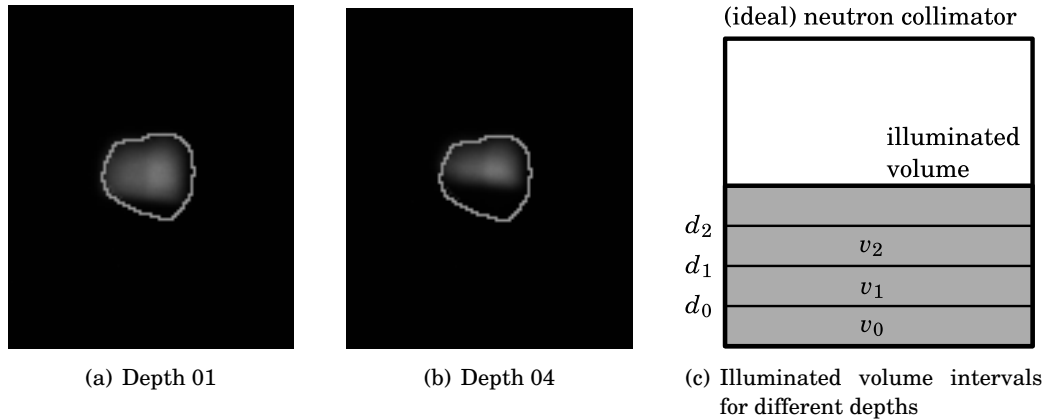 (ideal) neutron collimator
illuminated
volume
d₂
v₂
d₁
v₁
d₀
v₀
(a) Depth 01
(b) Depth 04
(c) Illuminated volume intervals
for different depths